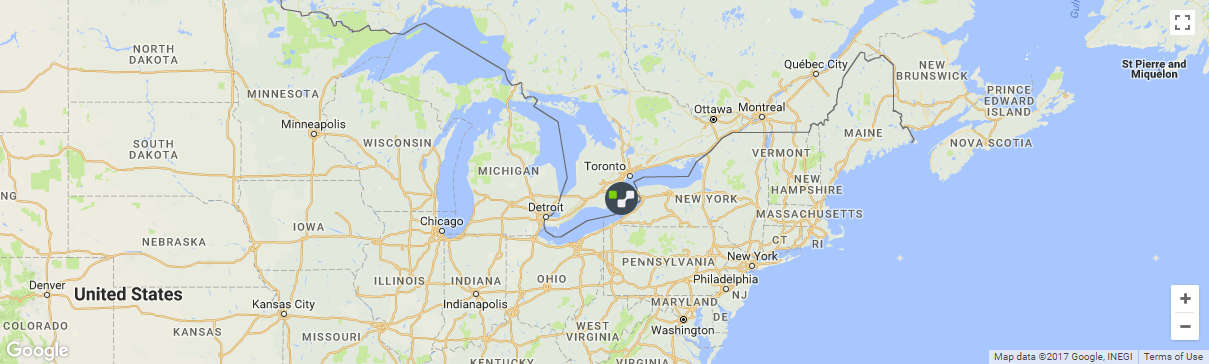 Gulf
NORTH
DAKOTA
Québec City
NEW
BRUNSWICK
St Pierre and
Miquelon
MINNESOTA
PRINCE
EDWARD
ISLAND
Ottawa
Montreal
Minneapolis
MAINE
WISCONSIN
NOVA SCOTIA
SOUTH
DAKOTA
VERMONT
Toronto
MICHIGAN
NEW
HAMPSHIRE
NEW YORK
Detroit
MASSACHUSETTS
Chicago
IOWA
CT
RI
NEBRASKA
PENNSYLVANIA
New York
ILLINOIS
INDIANA
OHIO
Philadelphia
Denver
United States
NJ
Indianapolis
MARYLAND
Kansas City
DE
COLORADO
KANSAS
MISSOURI
WEST
VIRGINIA
Washington
Google
KENTUCKY
VIRGINIA
Map data ©2017 Google, INEGI
Terms of Use